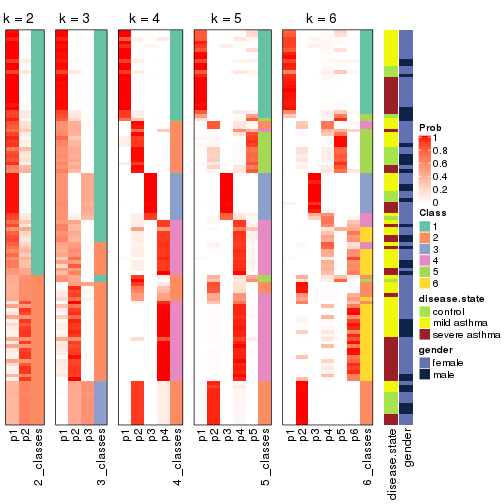 k = 2 k = 3 k = 4 k = 5 k = 6
p1 p2 2_classes p1 p2 p3 3_classes p1 p2 p3 p4 4_classes p1 p2 p3 p4 p5 5_classes p1 p2 p3 p4 p5 p6 6_classes disease.state gender
Prob
1
0.8
0.6
0.4
0.2
0
Class
1
2
3
4
5
6
disease.state
control
mild asthma
severe asthma
gender
female
male